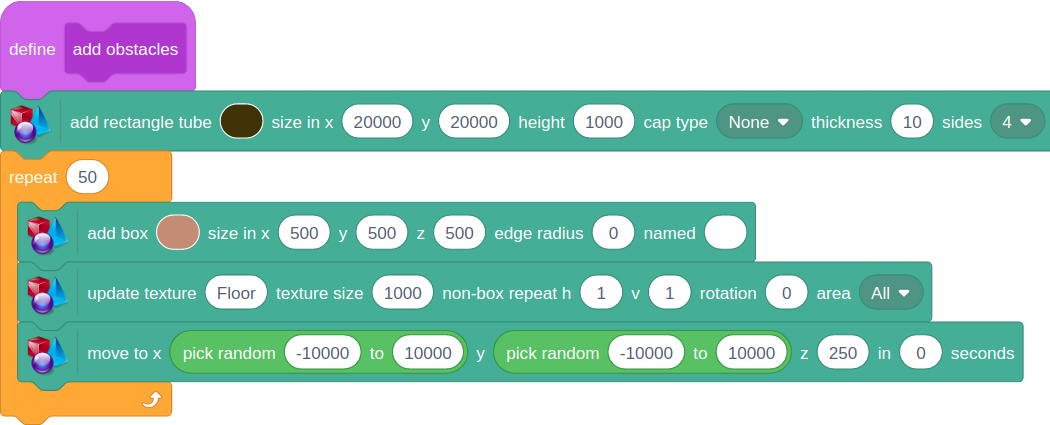 define add obstacles
add rectangle tube size in x 20000 y 20000 height 1000 cap type None thickness 10 sides 4
repeat 50
add box size in x 500 y 500 z 500 edge radius 0 named
update texture Floor texture size 1000 non-box repeat h 1 v 1 rotation 0 area All
move to x pick random -10000 to 10000 y pick random -10000 to 10000 z 250 in 0 seconds